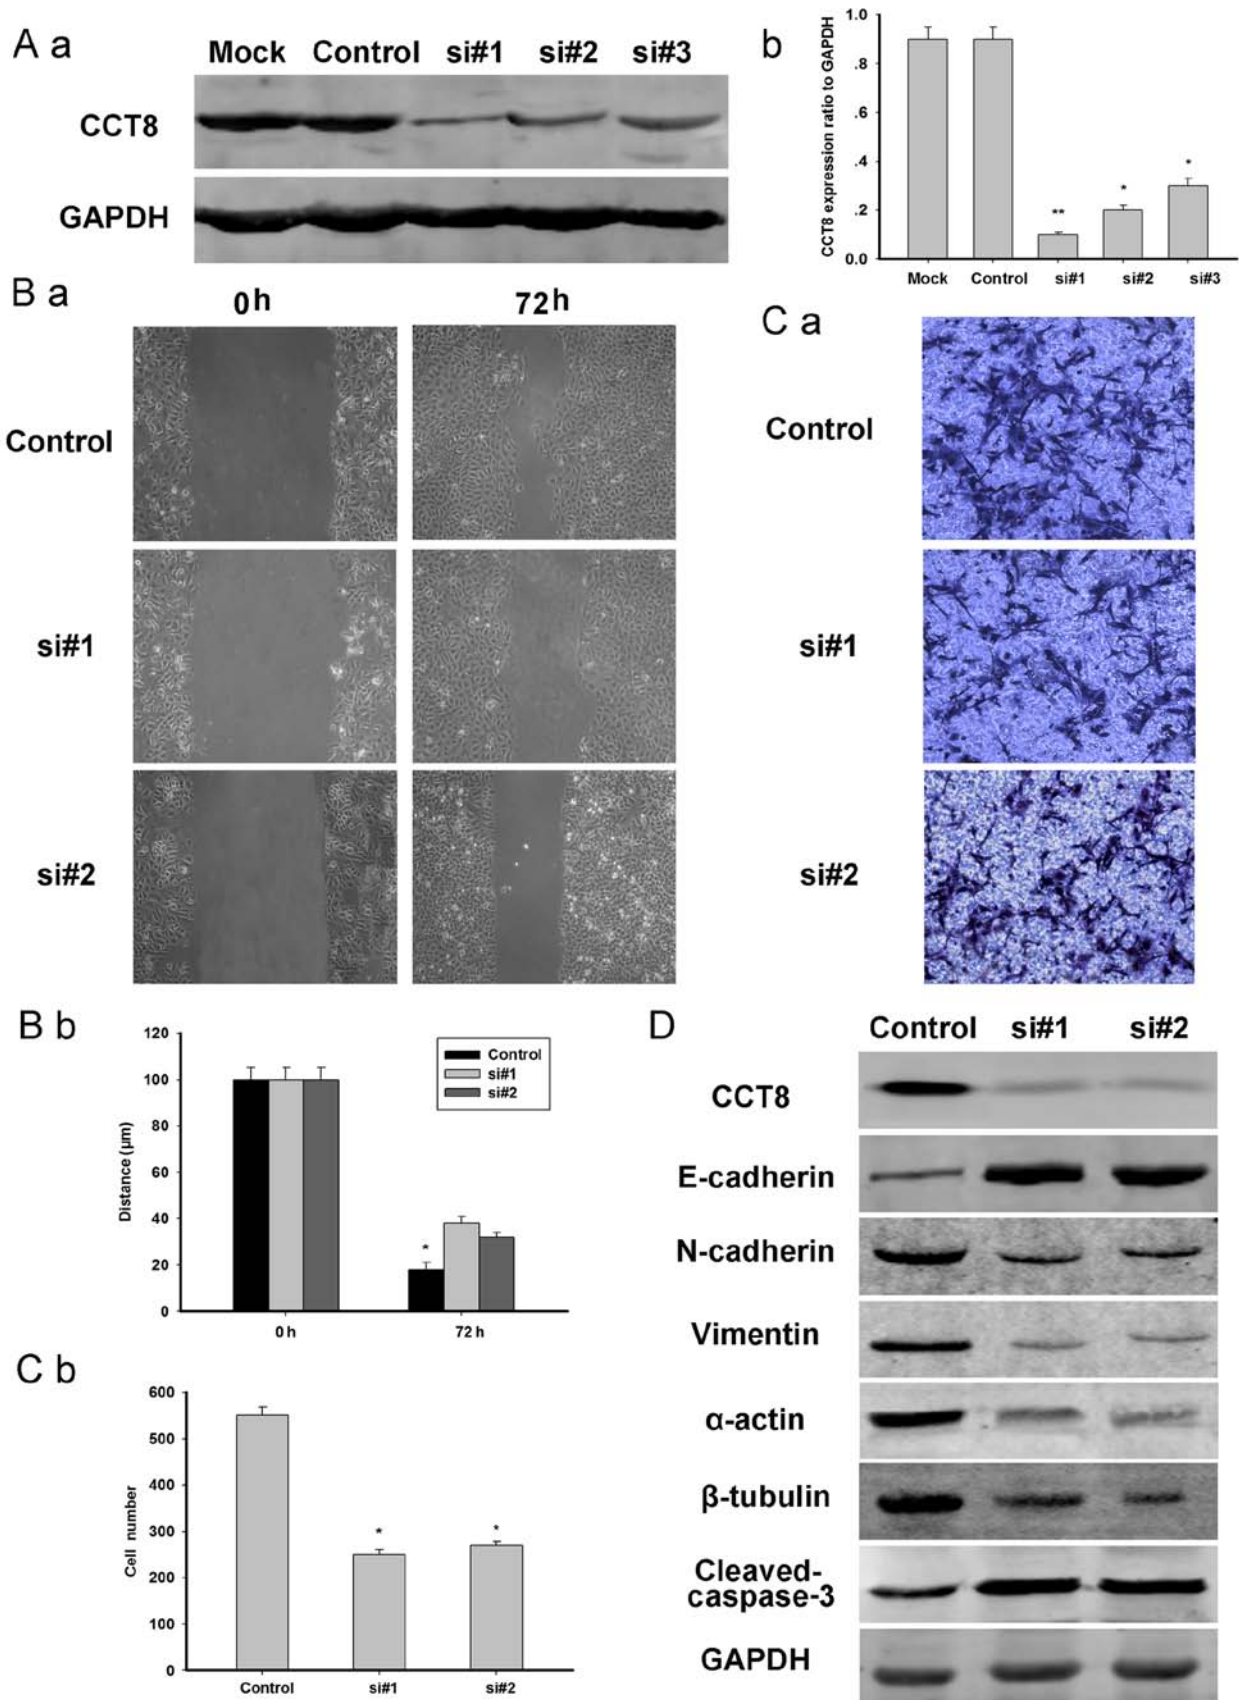 A a
Mock Control si#1 si#2 si#3
CCT8
GAPDH
b
CCT8 expression ratio to GAPDH
1.0
.8
.6
.4
.2
0.0
** * *
Mock Control si#1 si#2 si#3
B a
0h 72h
Control
si#1
si#2
C a
Control
si#1
si#2
B b
Distance (µm)
120
100
80
60
40
20
0
Control
si#1
si#2
*
0 h 72 h
C b
Cell number
600
500
400
300
200
100
0
* *
Control si#1 si#2
D
Control si#1 si#2
CCT8
E-cadherin
N-cadherin
Vimentin
α-actin
β-tubulin
Cleaved-
caspase-3
GAPDH